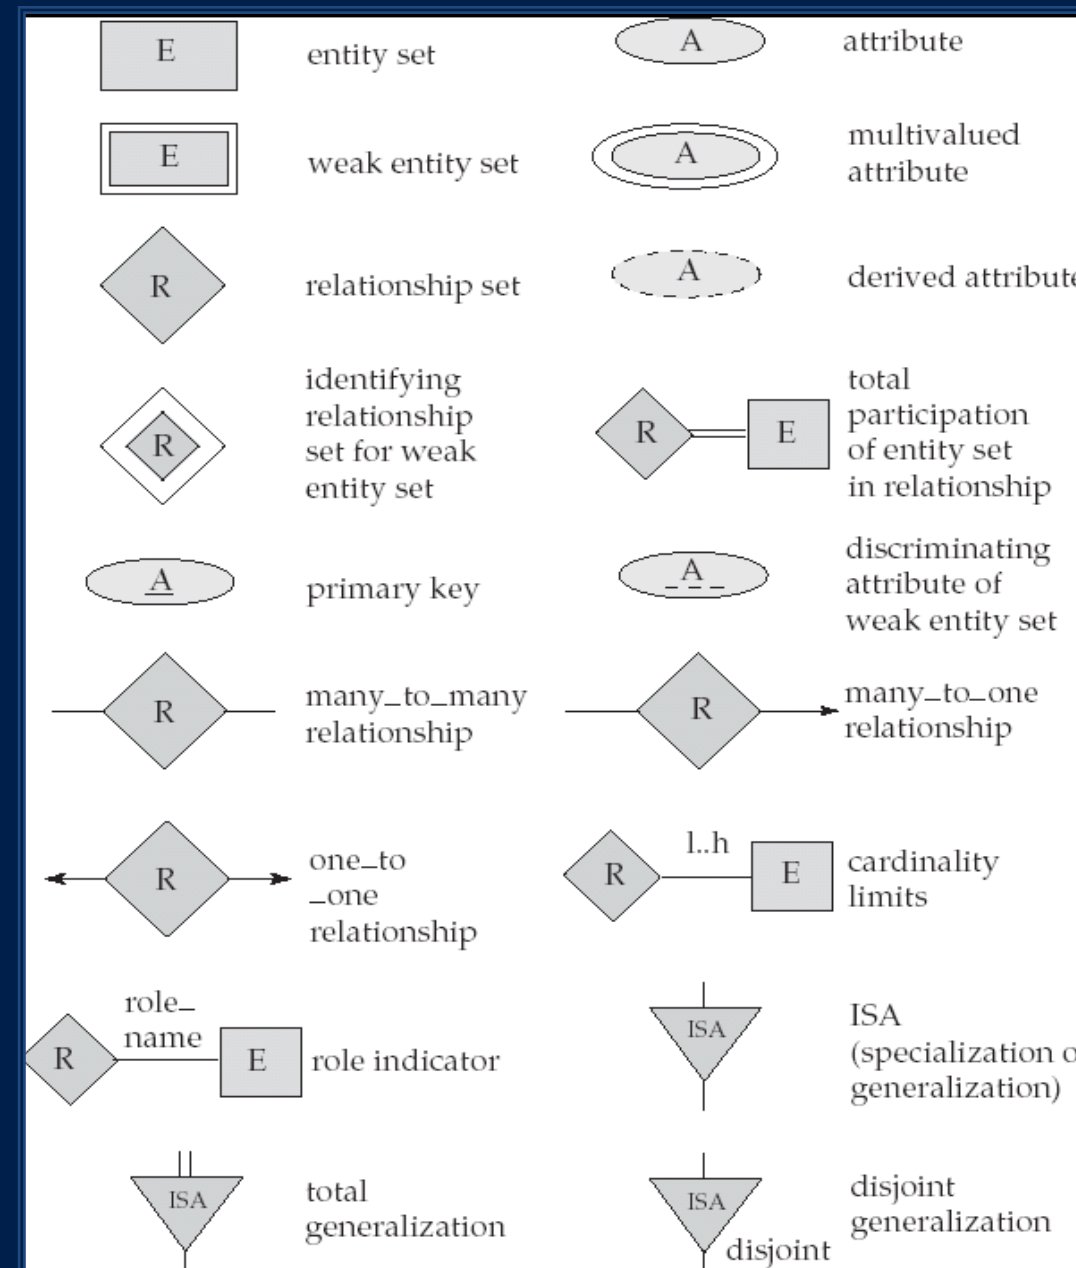 E
entity set
A
attribute
E
weak entity set
A
multivalued
attribute
R
relationship set
A
derived attribute
R
identifying
relationship
set for weak
entity set
R
E
total
participation
of entity set
in relationship
A
primary key
A
discriminating
attribute of
weak entity set
R
many_to_many
relationship
R
many_to_one
relationship
R
one_to
_one
relationship
R
l..h
E
cardinality
limits
R
role_
name
E
role indicator
ISA
ISA
(specialization o
generalization)
ISA
total
generalization
ISA
disjoint
disjoint
generalization